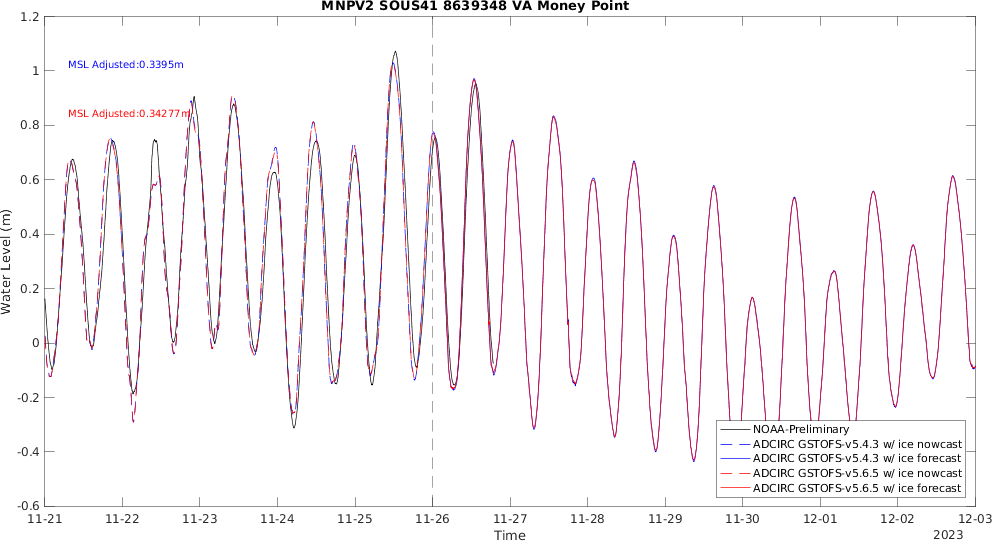 MNPV2 SOUS41 8639348 VA Money Point
1.2
1
0.8
0.6
0.4
0.2
0
-0.2
-0.4
-0.6
Water Level (m)
MSL Adjusted:0.3395m
MSL Adjusted:0.34277m
NOAA-Preliminary
ADCIRC GSTOFS-v5.4.3 w/ ice nowcast
ADCIRC GSTOFS-v5.4.3 w/ ice forecast
ADCIRC GSTOFS-v5.6.5 w/ ice nowcast
ADCIRC GSTOFS-v5.6.5 w/ ice forecast
11-21 11-22 11-23 11-24 11-25 11-26 11-27 11-28 11-29 11-30 12-01 12-02 12-03
Time
2023